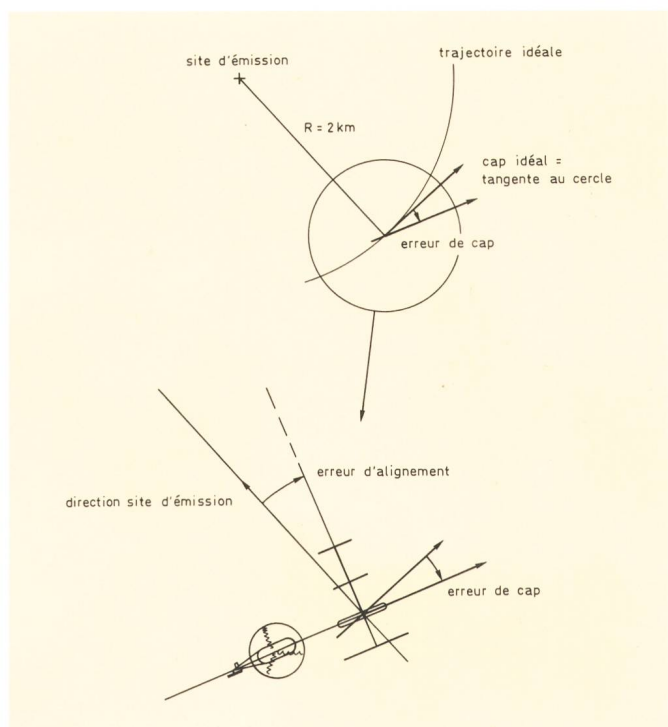 site d'émission
trajectoire idéale
R = 2 km
cap idéal =
tangente au cercle
erreur de cap
erreur d'alignement
direction site d'émission
erreur de cap